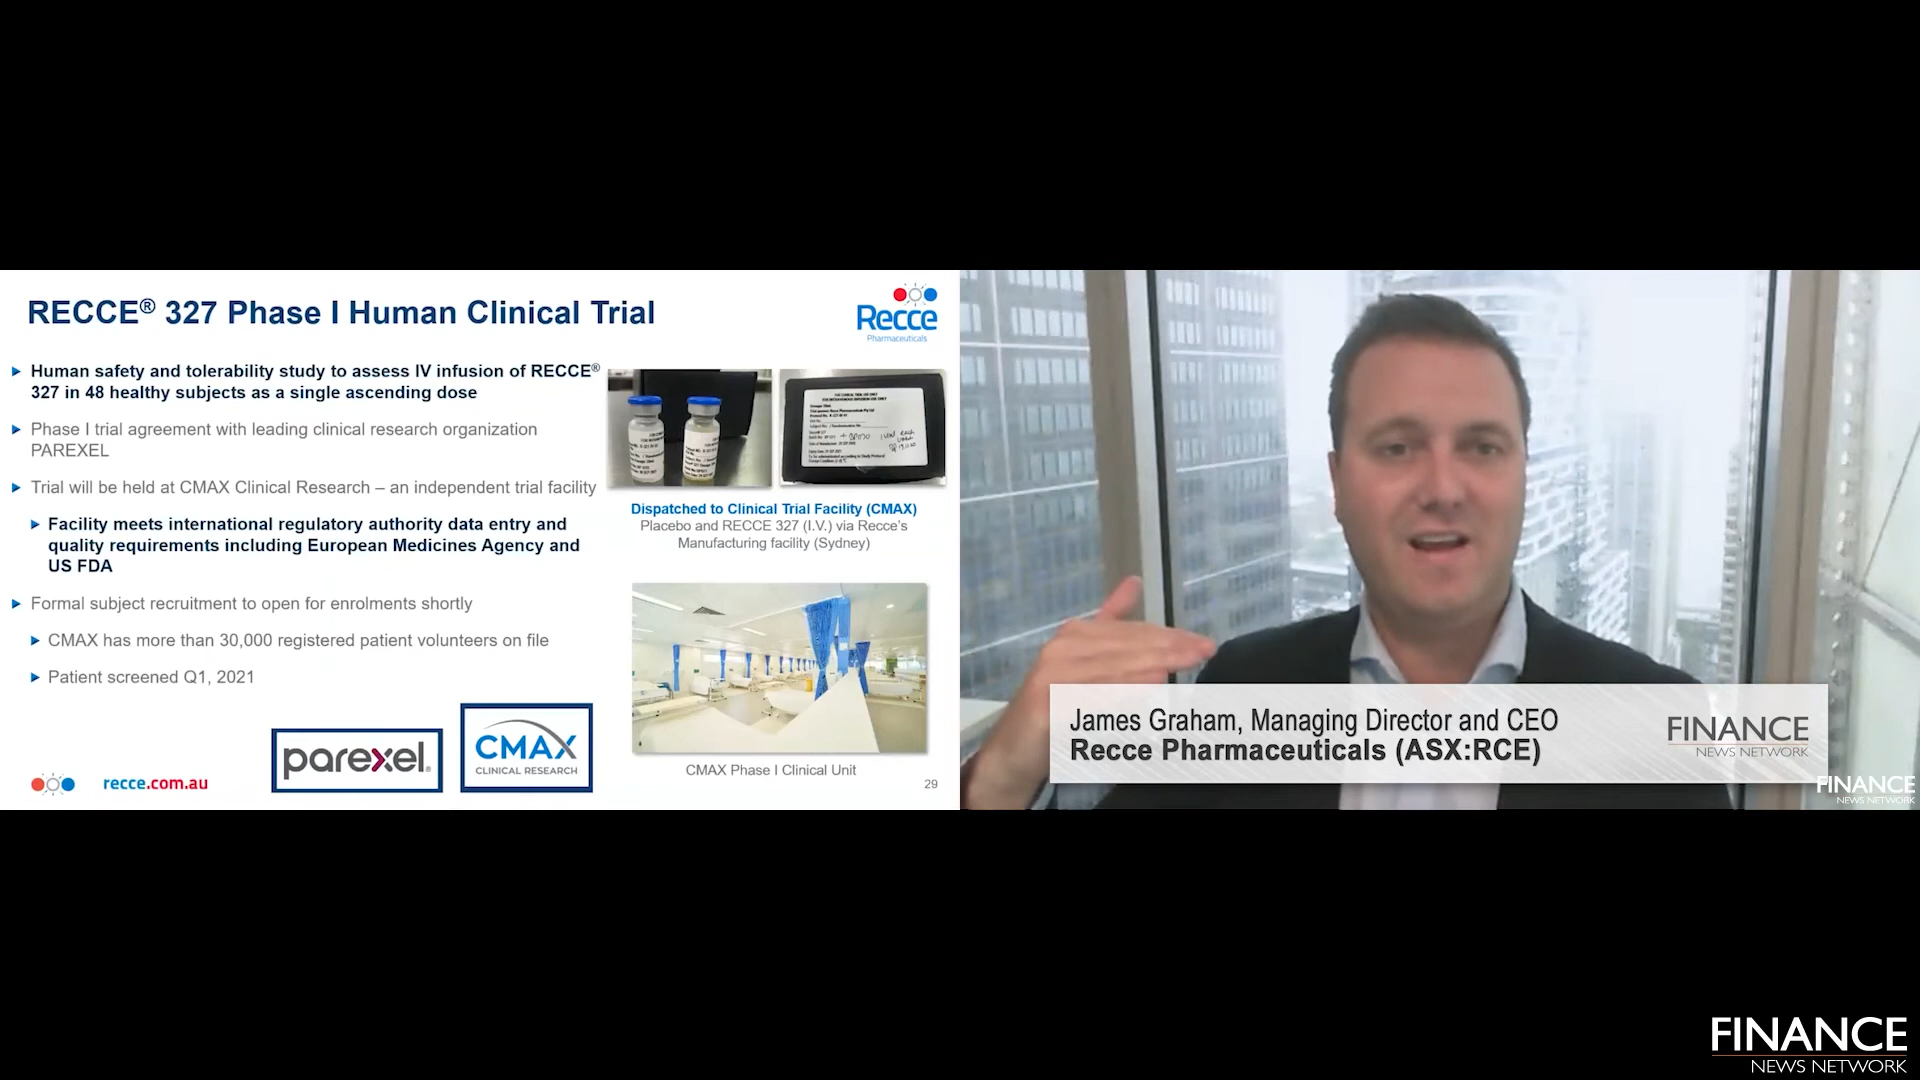 RECCE® 327 Phase I Human Clinical Trial
Recce
Pharmaceuticals
Human safety and tolerability study to assess IV infusion of RECCE®
327 in 48 healthy subjects as a single ascending dose
Phase I trial agreement with leading clinical research organization
PAREXEL
Trial will be held at CMAX Clinical Research – an independent trial facility
Facility meets international regulatory authority data entry and
quality requirements including European Medicines Agency and
US FDA
Formal subject recruitment to open for enrolments shortly
CMAX has more than 30,000 registered patient volunteers on file
Patient screened Q1, 2021
Dispatched to Clinical Trial Facility (CMAX)
Placebo and RECCE 327 (I.V.) via Recce's
Manufacturing facility (Sydney)
CMAX Phase I Clinical Unit
recce.com.au
parexel.
CMAX
CLINICAL RESEARCH
29
James Graham, Managing Director and CEO
Recce Pharmaceuticals (ASX:RCE)
FINANCE
NEWS NETWORK
FINANCE
NEWS NETWORK
FINANCE
NEWS NETWORK